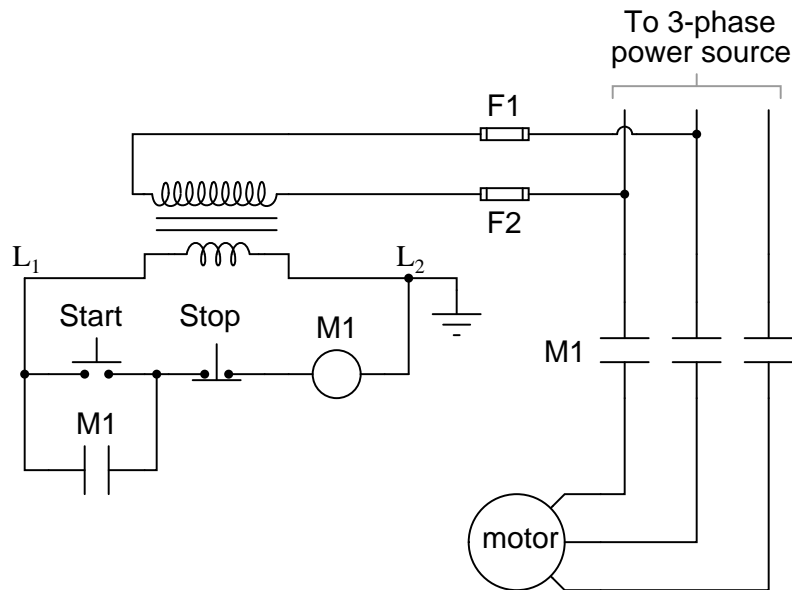 To 3-phase
power source
F1
F2
L1
L2
Start
Stop
M1
M1
M1
motor